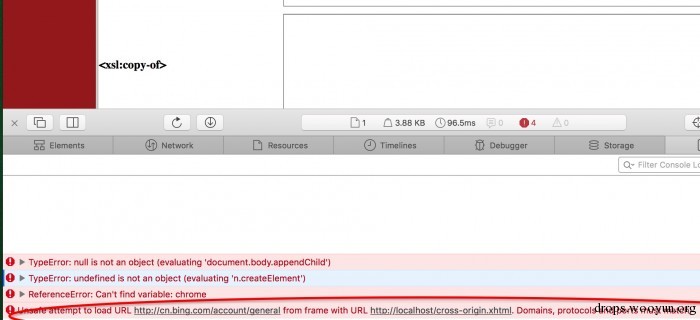 <xsl:copy-of>
1 3.88 KB 96.5ms 0 4 0
Elements Network Resources Timelines Debugger Storage
Filter Console Lo
TypeError: null is not an object (evaluating 'document.body.appendChild')
TypeError: undefined is not an object (evaluating 'n.createElement')
ReferenceError: Can't find variable: chrome
Unsafe attempt to load URL http://cn.bing.com/account/general from frame with URL http://localhost/cross-origin.xhtml. Domains, protocols
drops.wooyun.org